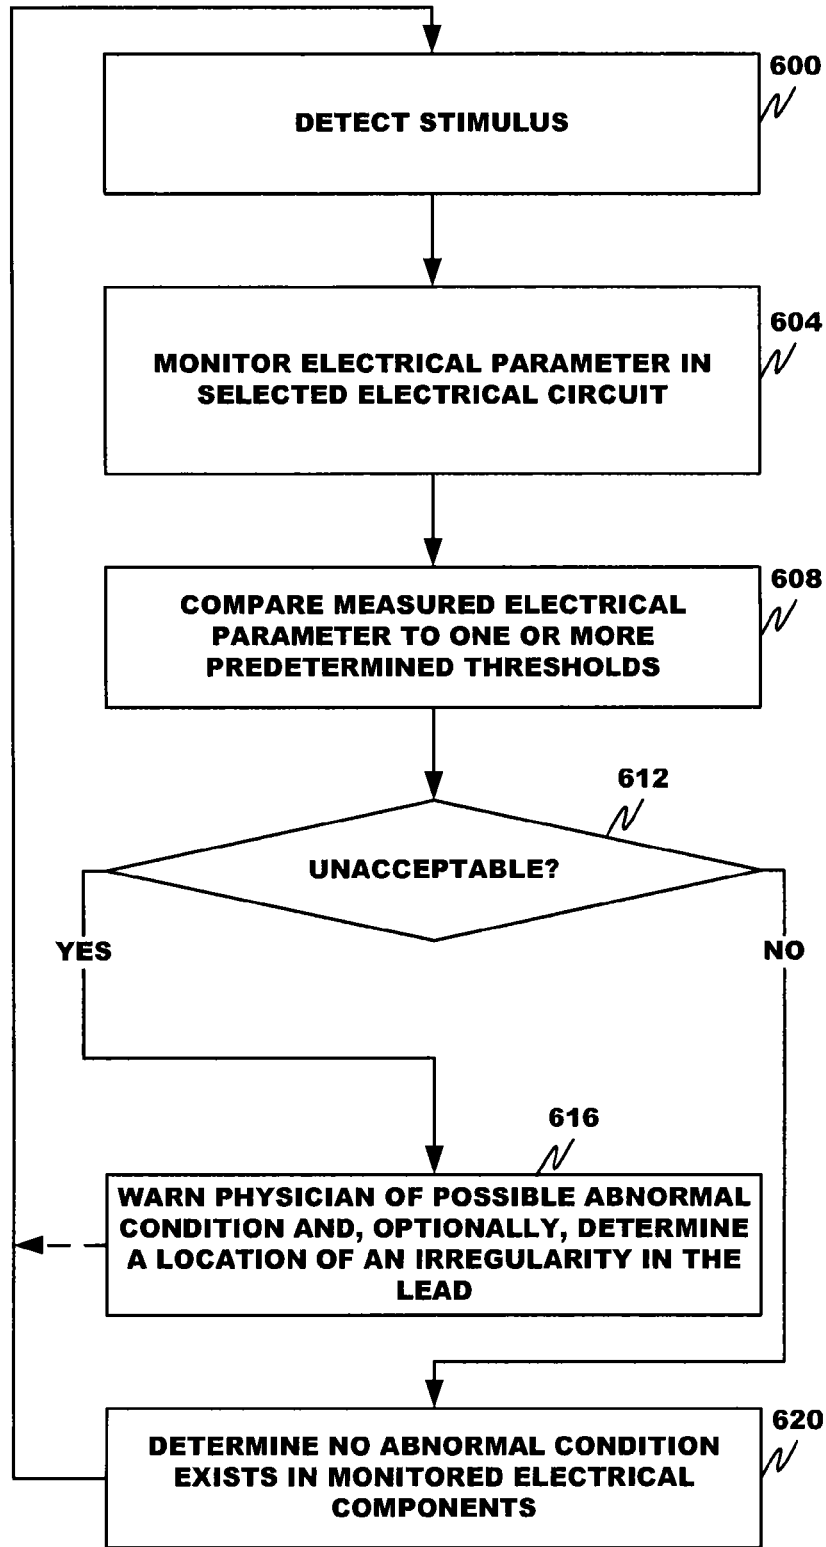 600
DETECT STIMULUS
604
MONITOR ELECTRICAL PARAMETER IN
SELECTED ELECTRICAL CIRCUIT
608
COMPARE MEASURED ELECTRICAL
PARAMETER TO ONE OR MORE
PREDETERMINED THRESHOLDS
612
UNACCEPTABLE?
YES
NO
616
WARN PHYSICIAN OF POSSIBLE ABNORMAL
CONDITION AND, OPTIONALLY, DETERMINE
A LOCATION OF AN IRREGULARITY IN THE
LEAD
620
DETERMINE NO ABNORMAL CONDITION
EXISTS IN MONITORED ELECTRICAL
COMPONENTS